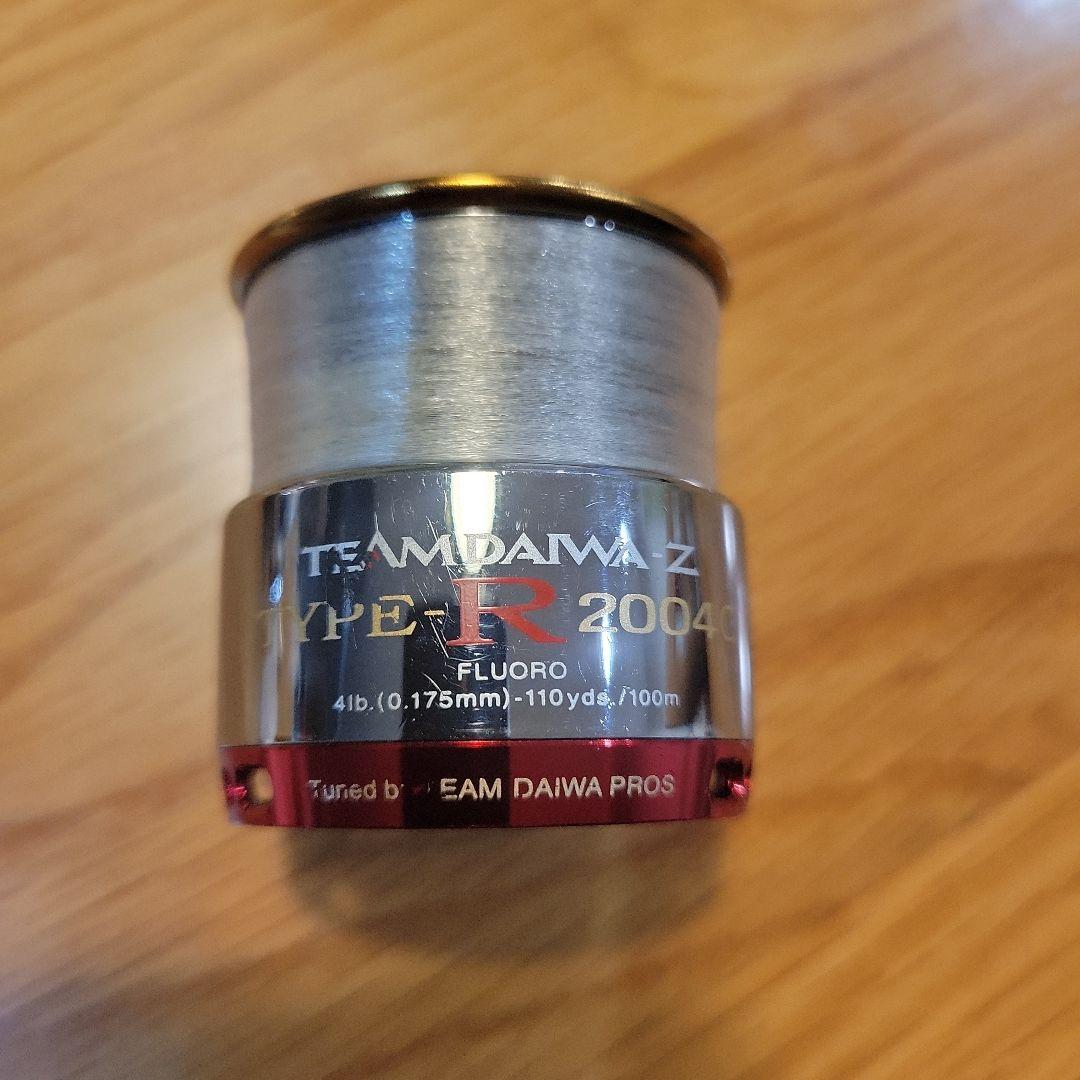 TEAMDAIWA-Z
TYPE-R 2004C
FLUORO
4lb.(0.175mm)-110yds./100m
Tuned by TEAM DAIWA PROS